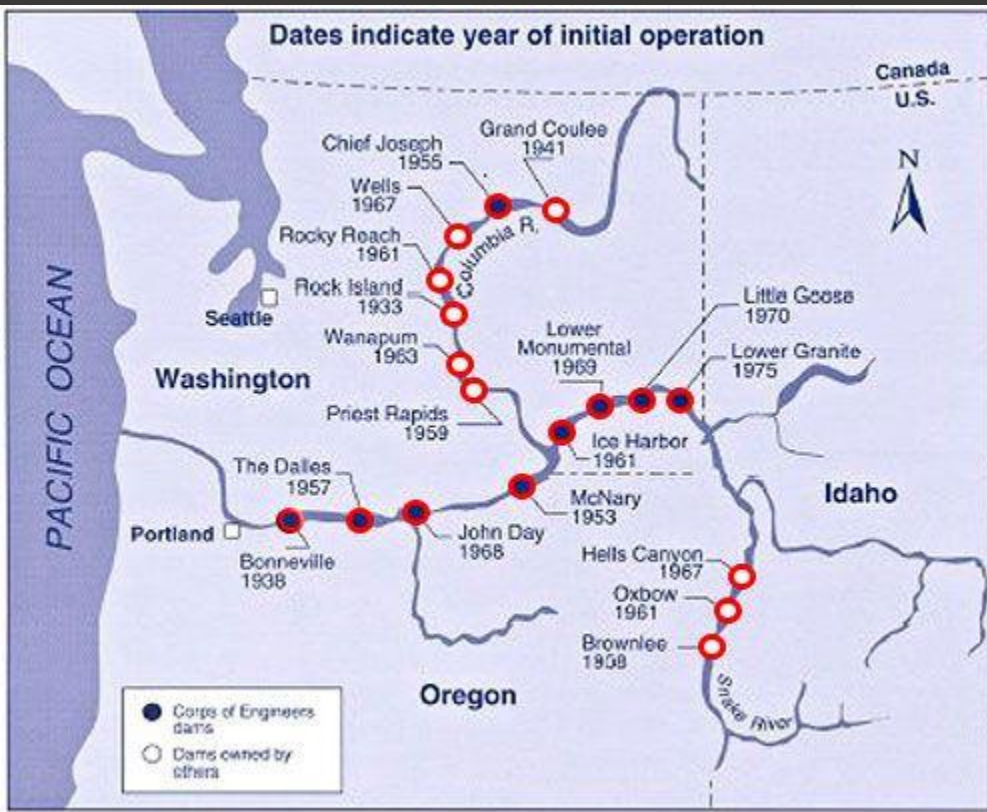 Dates indicate year of initial operation
Canada
U.S.
Grand Coulee
1941
Chief Joseph
1955
Wells
1967
N
Rocky Reach
1961
Columbia R.
Rock Island
1933
Seattle
Little Goose
1970
Wanapum
1963
Lower
Monumental
1969
Lower Granite
1975
Washington
PACIFIC OCEAN
Priest Rapids
1959
Ice Harbor
1961
The Dalles
1957
McNary
1953
Idaho
Portland
John Day
1968
Bonneville
1938
Hells Canyon
1967
Oxbow
1961
Brownlee
1958
Oregon
Snake River
Corps of Engineers
dams
Dams owned by
others